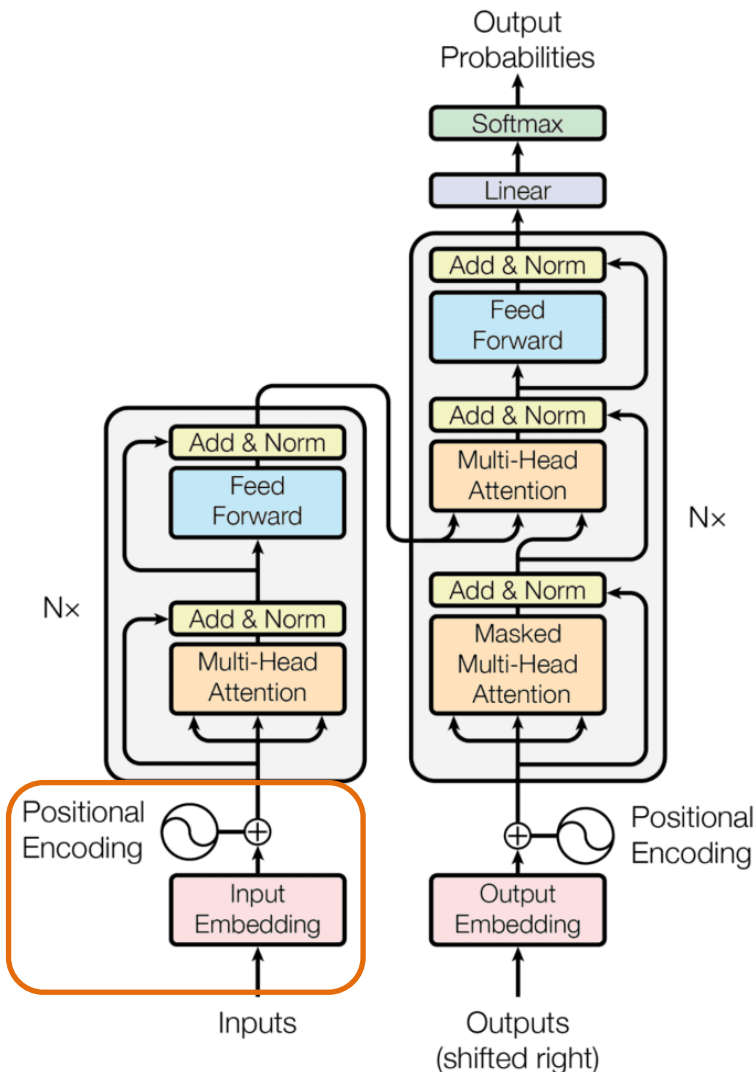 Output
Probabilities
Softmax
Linear
Add & Norm
Feed
Forward
Add & Norm
Multi-Head
Attention
Nx
Add & Norm
Masked
Multi-Head
Attention
Positional
Encoding
Output
Embedding
Outputs
(shifted right)
Add & Norm
Feed
Forward
Nx
Add & Norm
Multi-Head
Attention
Positional
Encoding
Input
Embedding
Inputs